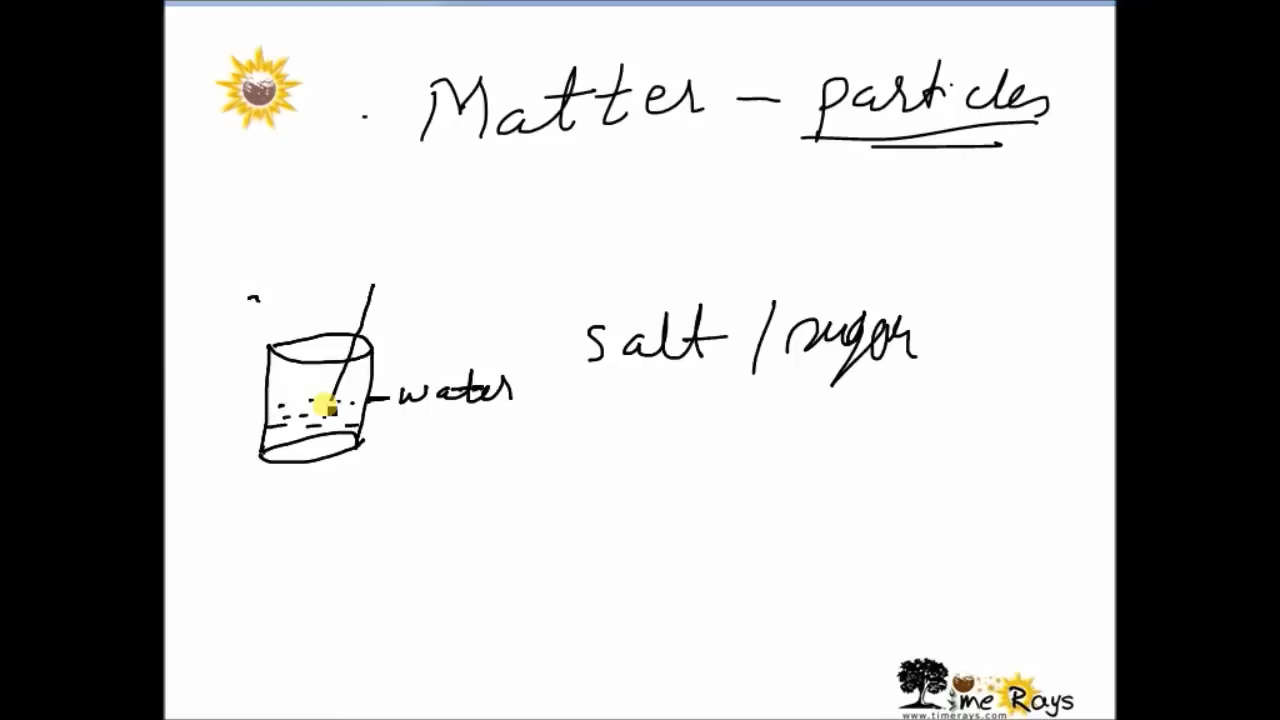 Matter - particles
salt / sugar
water
Time Rays
www.timerays.com